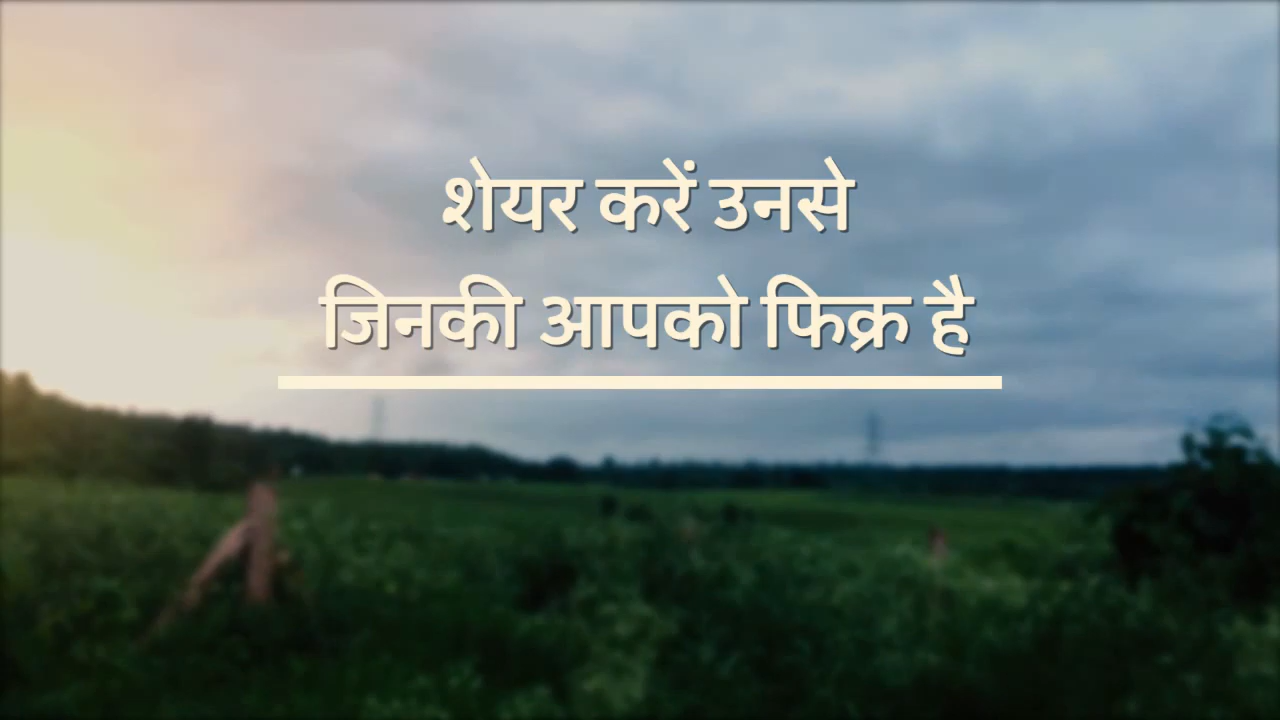 शेयर करें उनसे
जिनकी आपको फिक्र है